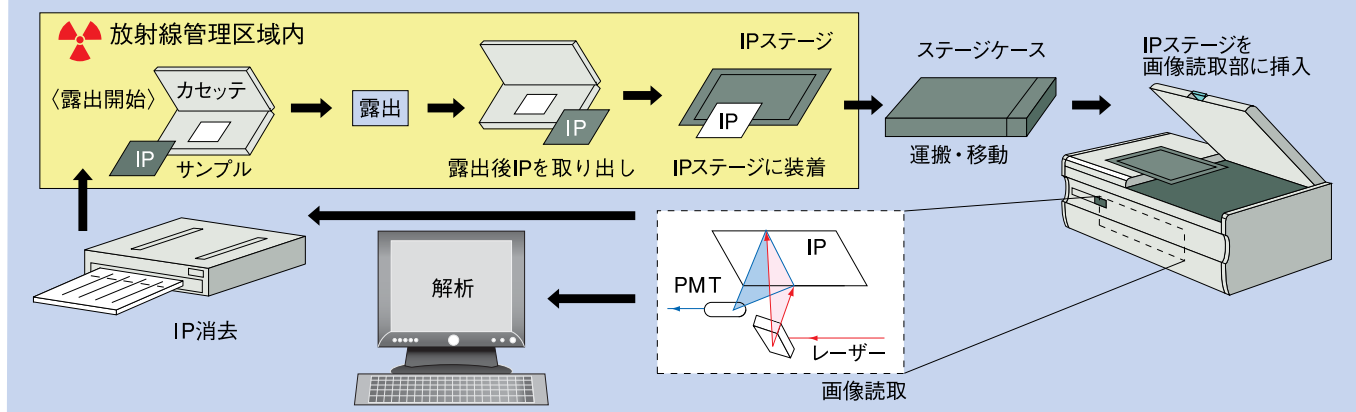 放射線管理区域内
〈露出開始〉
カセッテ
IP
サンプル
露出
IP
露出後IPを取り出し
IPステージ
IP
IPステージに装着
ステージケース
運搬・移動
IPステージを
画像読取部に挿入
IP
PMT
レーザー
画像読取
解析
IP消去